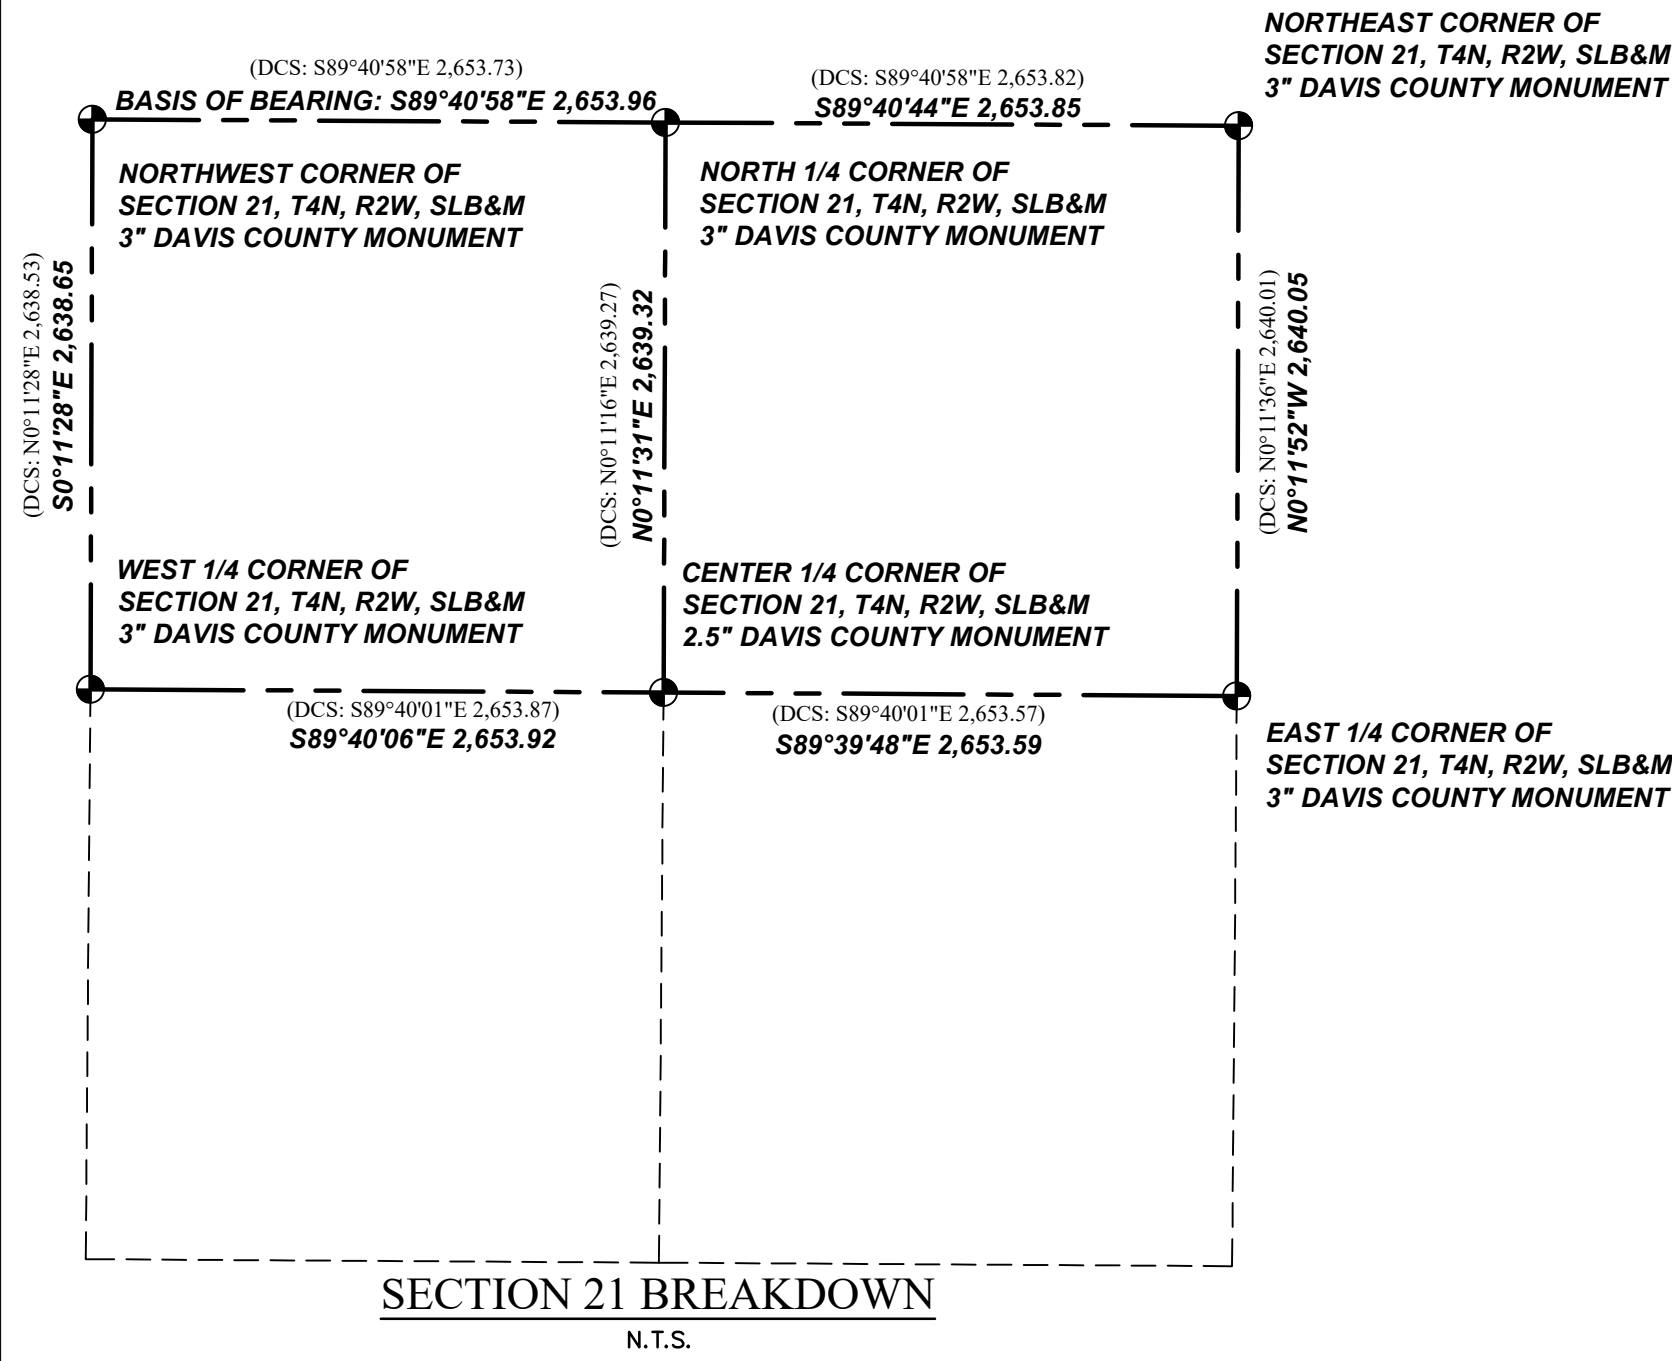 NORTHEAST CORNER OF
SECTION 21, T4N, R2W, SLB&M
3" DAVIS COUNTY MONUMENT
(DCS: S89°40'58"E 2,653.73)
BASIS OF BEARING: S89°40'58"E 2,653.96
(DCS: S89°40'58"E 2,653.82)
S89°40'44"E 2,653.85
NORTHWEST CORNER OF
SECTION 21, T4N, R2W, SLB&M
3" DAVIS COUNTY MONUMENT
NORTH 1/4 CORNER OF
SECTION 21, T4N, R2W, SLB&M
3" DAVIS COUNTY MONUMENT
(DCS: N0°11'28"E 2,638.53)
S0°11'28"E 2,638.65
(DCS: N0°11'16"E 2,639.27)
N0°11'31"E 2,639.32
(DCS: N0°11'36"E 2,640.01)
N0°11'52"W 2,640.05
WEST 1/4 CORNER OF
SECTION 21, T4N, R2W, SLB&M
3" DAVIS COUNTY MONUMENT
CENTER 1/4 CORNER OF
SECTION 21, T4N, R2W, SLB&M
2.5" DAVIS COUNTY MONUMENT
(DCS: S89°40'01"E 2,653.87)
S89°40'06"E 2,653.92
(DCS: S89°40'01"E 2,653.57)
S89°39'48"E 2,653.59
EAST 1/4 CORNER OF
SECTION 21, T4N, R2W, SLB&M
3" DAVIS COUNTY MONUMENT
SECTION 21 BREAKDOWN
N.T.S.